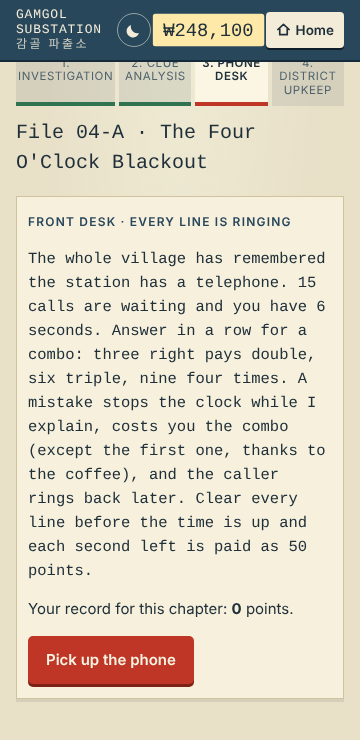 GAMGOL
SUBSTATION
감골 파출소
₩248,100
Home
1.
INVESTIGATION
2. CLUE
ANALYSIS
3. PHONE
DESK
4.
DISTRICT
UPKEEP
File 04-A · The Four
O'Clock Blackout
FRONT DESK · EVERY LINE IS RINGING
The whole village has remembered
the station has a telephone. 15
calls are waiting and you have 6
seconds. Answer in a row for a
combo: three right pays double,
six triple, nine four times. A
mistake stops the clock while I
explain, costs you the combo
(except the first one, thanks to
the coffee), and the caller
rings back later. Clear every
line before the time is up and
each second left is paid as 50
points.
Your record for this chapter: 0 points.
Pick up the phone